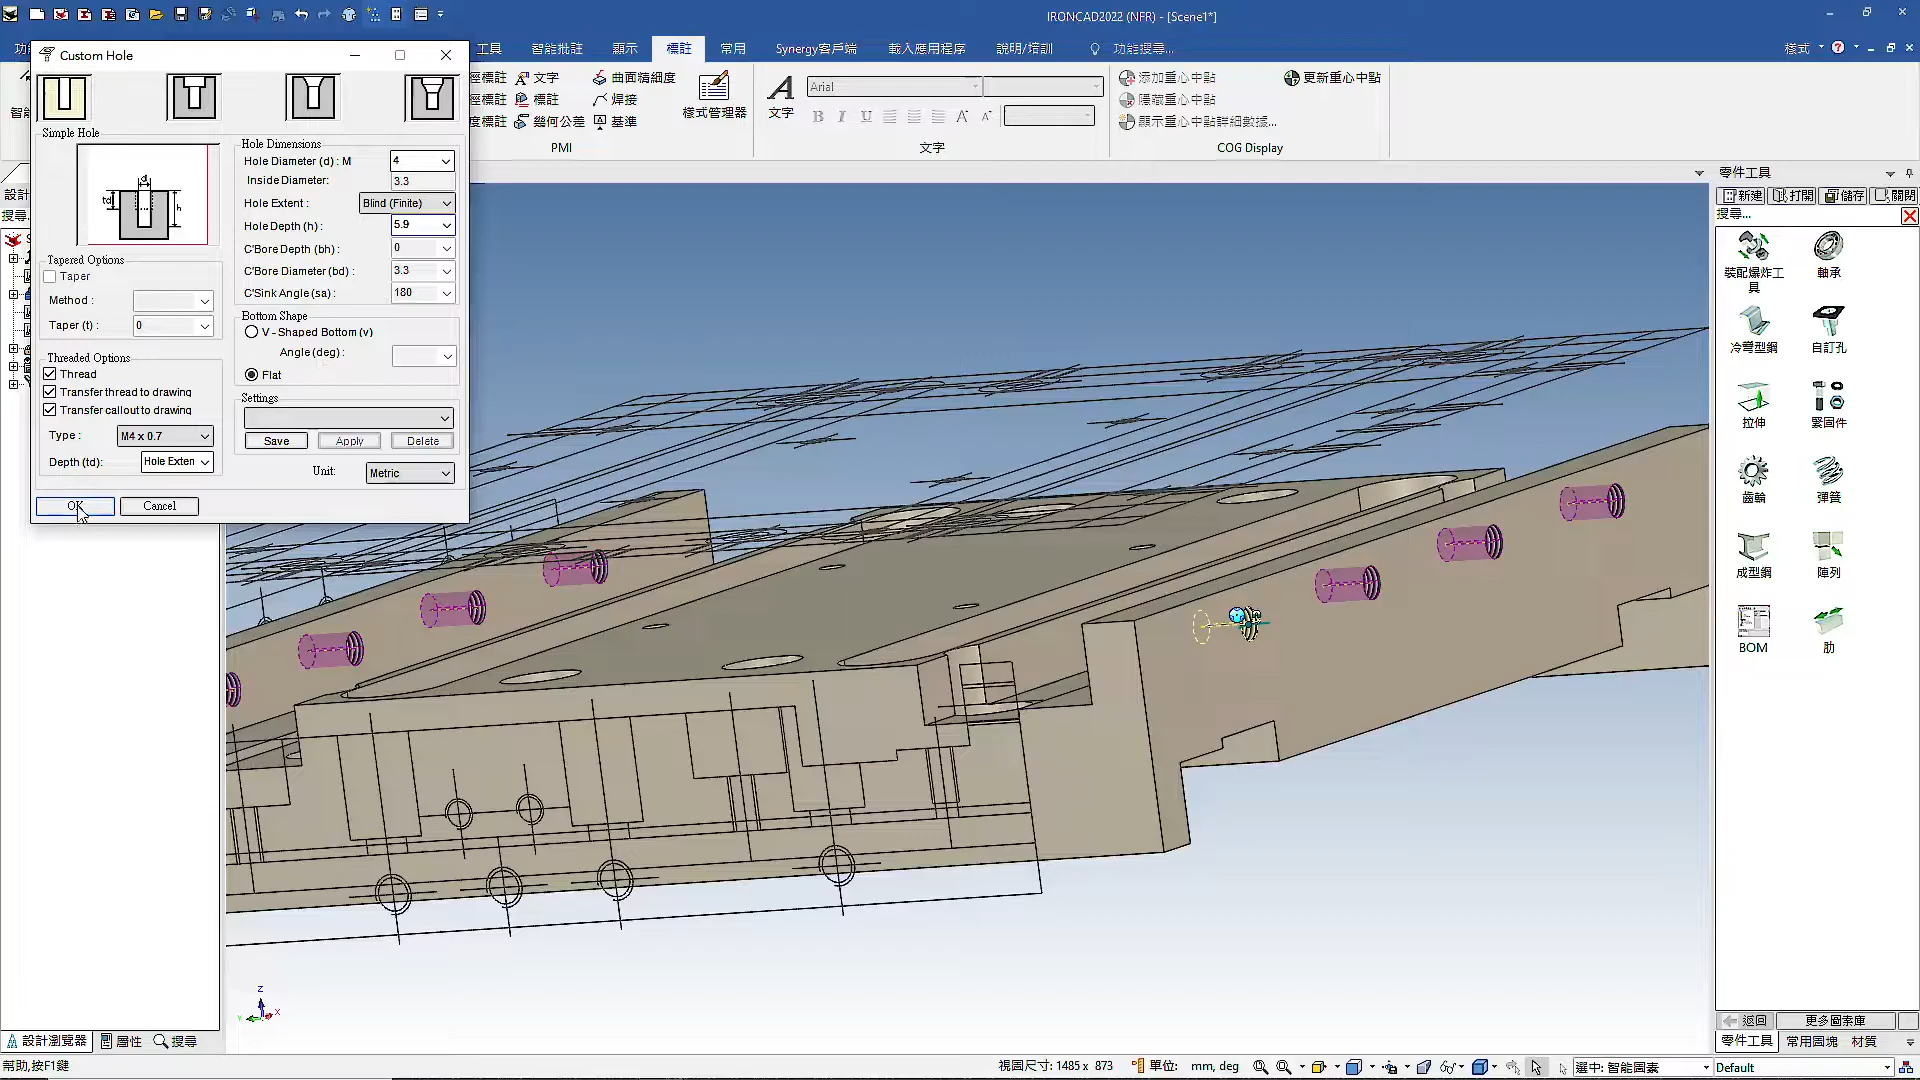 IRONCAD2022 (NFR) - [Scene1*]
工具
智能批註
顯示
標註
常用
Synergy客戶端
載入應用程序
說明/培訓
功能搜尋...
樣式
Custom Hole
文字
標註
幾何公差
曲面精細度
焊接
基準
樣式管理器
PMI
文字
Arial
B I U
文字
添加重心中點
隱藏重心中點
顯示重心中點詳細數據...
更新重心中點
COG Display
Simple Hole
d
td
h
Tapered Options
Taper
Method :
Taper (t) : 0
Threaded Options
Thread
Transfer thread to drawing
Transfer callout to drawing
Type : M4 x 0.7
Depth (td): Hole Exten
OK
Cancel
Hole Dimensions
Hole Diameter (d) : M 4
Inside Diameter: 3.3
Hole Extent : Blind (Finite)
Hole Depth (h) : 5.9
C'Bore Depth (bh) : 0
C'Bore Diameter (bd) : 3.3
C'Sink Angle (sa) : 180
Bottom Shape
V - Shaped Bottom (v)
Angle (deg) :
Flat
Settings
Save
Apply
Delete
Unit: Metric
零件工具
新建
打開
儲存
關閉
搜尋...
裝配爆炸工具
軸承
冷彎型鋼
自訂孔
拉伸
緊固件
齒輪
彈簧
成型鋼
陣列
BOM
肋
返回
更多圖素庫
零件工具
常用圖塊
材質
Z
X
Y
設計瀏覽器
屬性
搜尋
幫助,按F1鍵
視圖尺寸: 1485 x 873
單位: mm, deg
選中: 智能圖素
Default